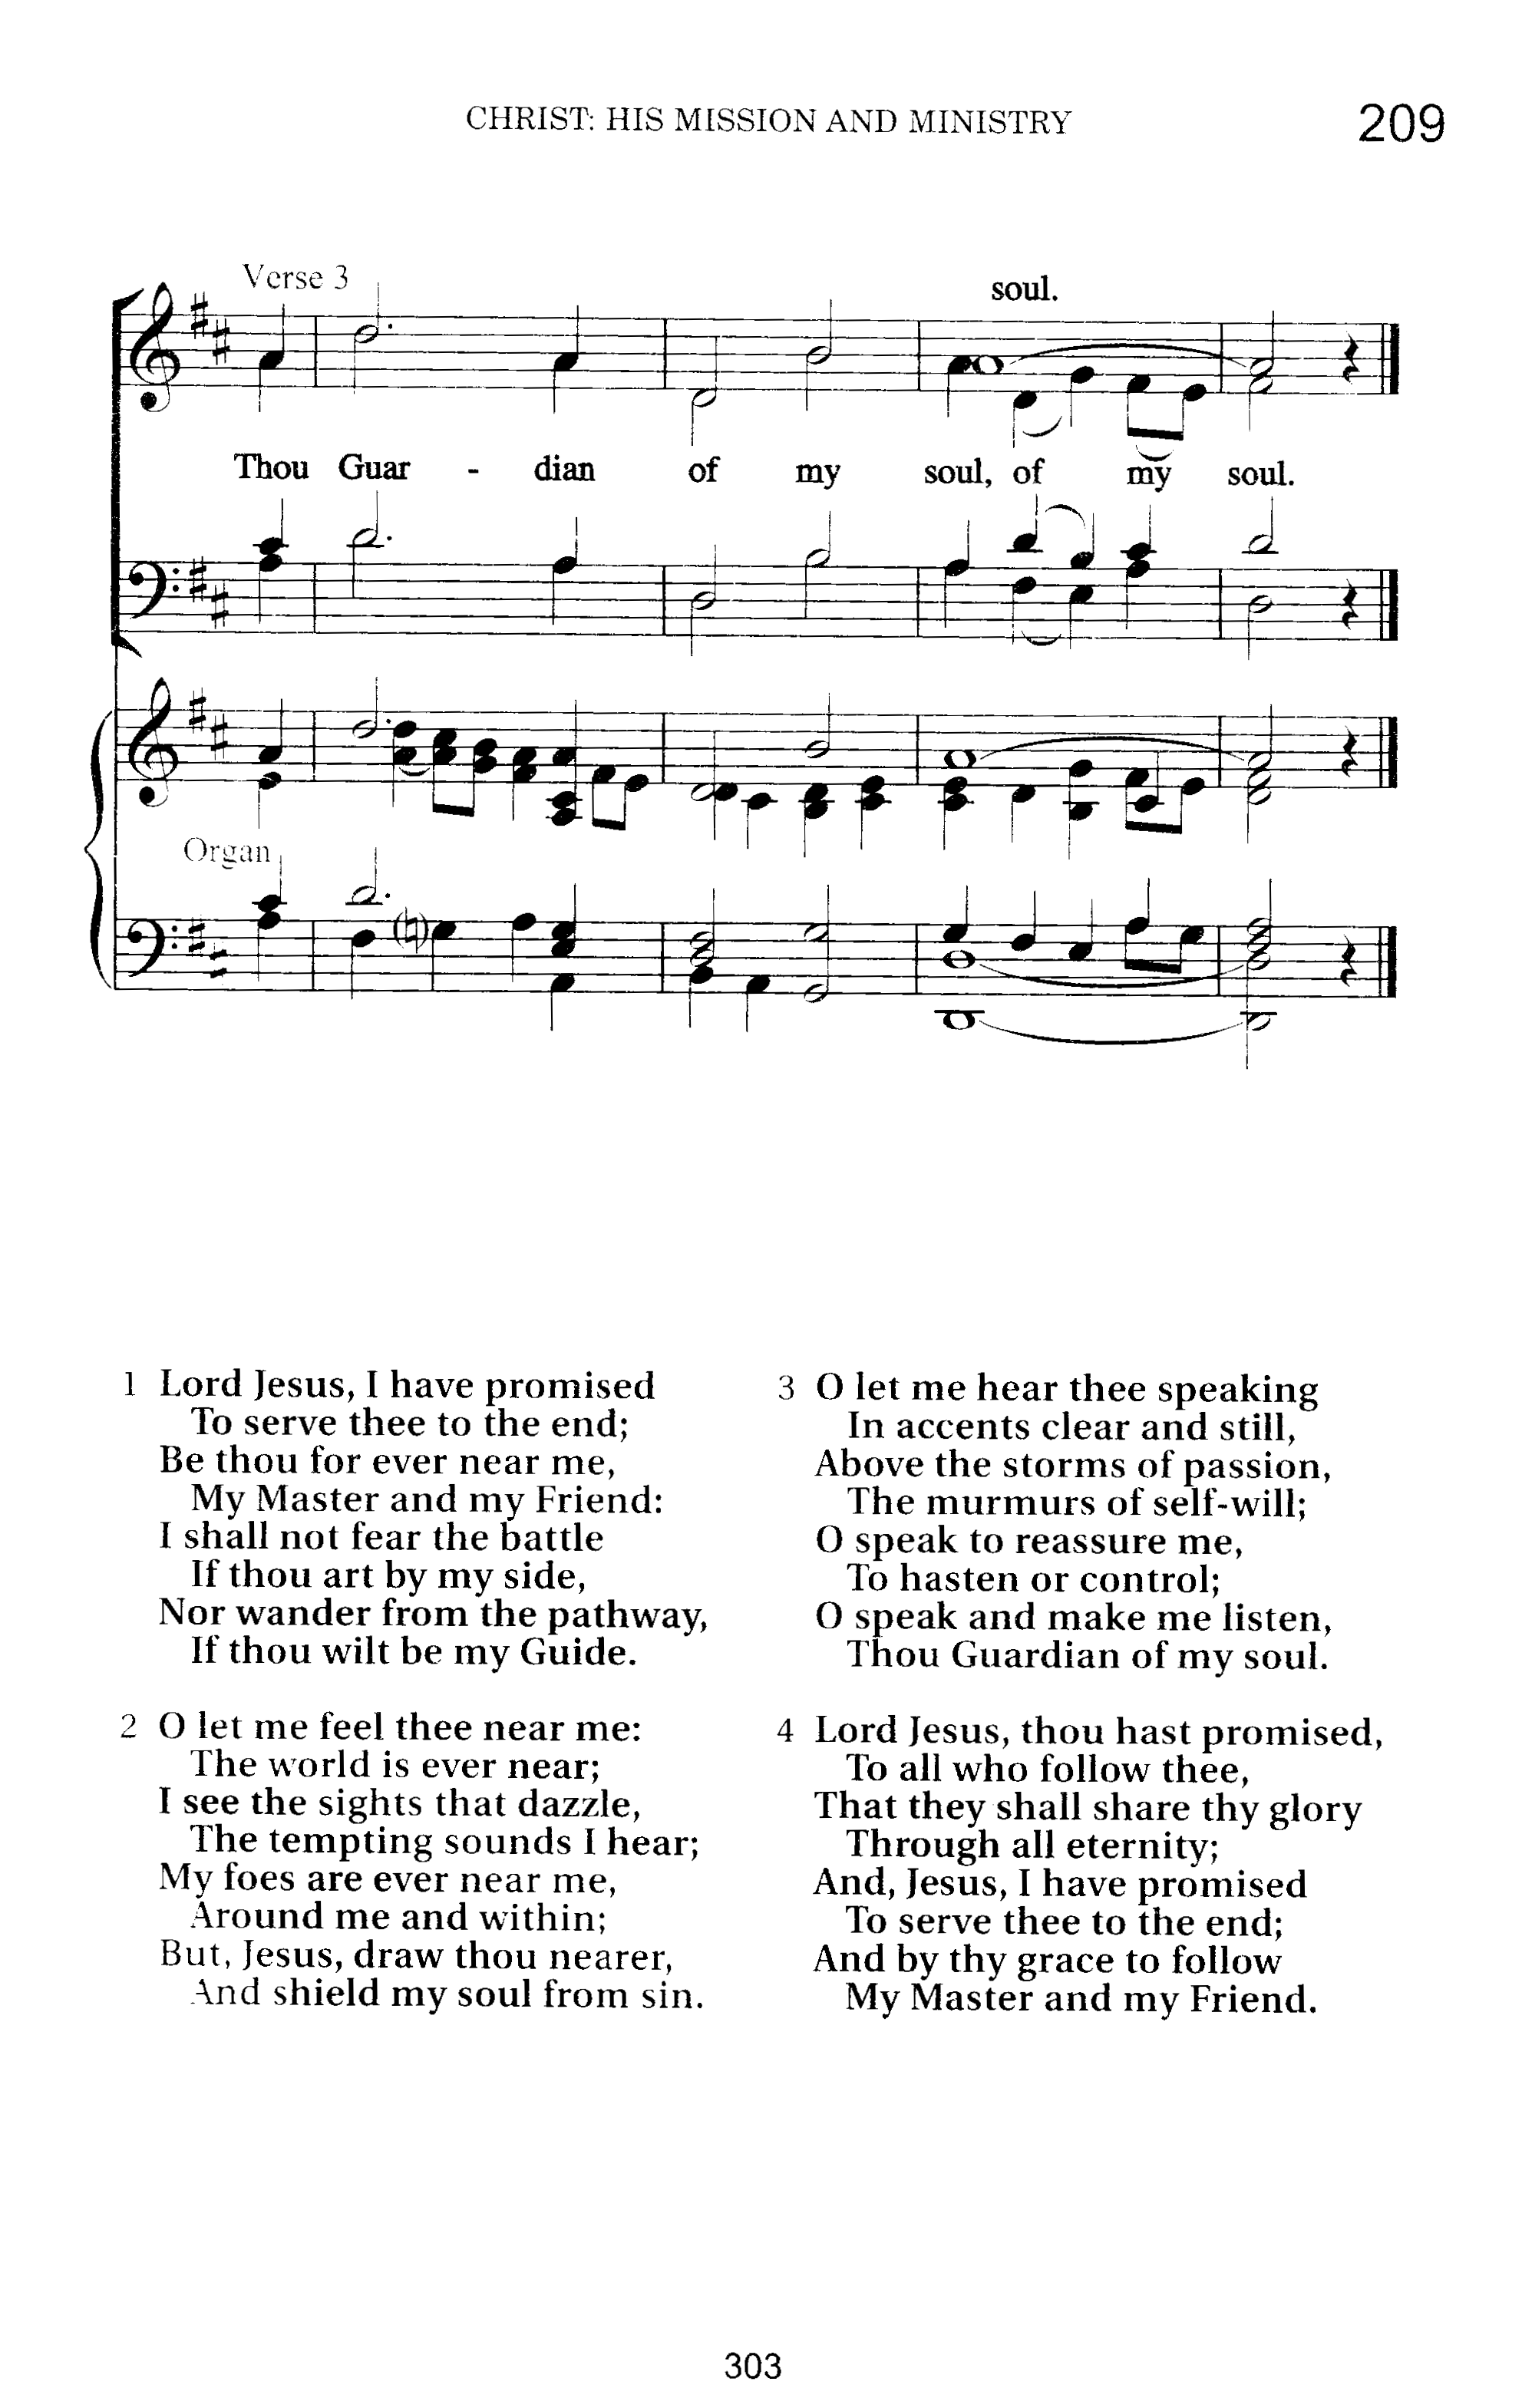 CHRIST: HIS MISSION AND MINISTRY 209
Verse 3
soul.
Thou Guar - dian of my soul, of my soul.
Organ
1 Lord Jesus, I have promised
To serve thee to the end;
Be thou for ever near me,
My Master and my Friend:
I shall not fear the battle
If thou art by my side,
Nor wander from the pathway,
If thou wilt be my Guide.
2 O let me feel thee near me:
The world is ever near;
I see the sights that dazzle,
The tempting sounds I hear;
My foes are ever near me,
Around me and within;
But, Jesus, draw thou nearer,
And shield my soul from sin.
3 O let me hear thee speaking
In accents clear and still,
Above the storms of passion,
The murmurs of self-will;
O speak to reassure me,
To hasten or control;
O speak and make me listen,
Thou Guardian of my soul.
4 Lord Jesus, thou hast promised,
To all who follow thee,
That they shall share thy glory
Through all eternity;
And, Jesus, I have promised
To serve thee to the end;
And by thy grace to follow
My Master and my Friend.
303